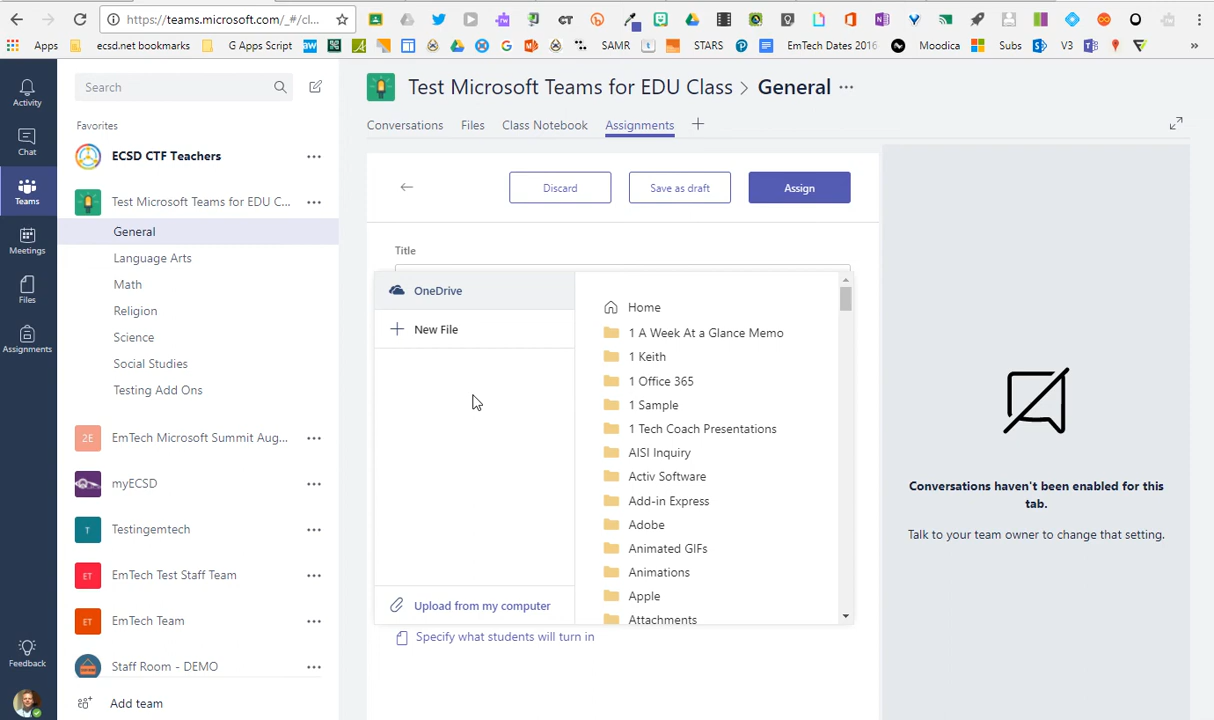 https://teams.microsoft.com/_#/cl...
Apps
ecsd.net bookmarks
G Apps Script
SAMR
STARS
EmTech Dates 2016
Moodica
Subs
V3
»
Activity
Chat
Teams
Meetings
Files
Assignments
Feedback
Search
Favorites
ECSD CTF Teachers
Test Microsoft Teams for EDU C...
General
Language Arts
Math
Religion
Science
Social Studies
Testing Add Ons
2E
EmTech Microsoft Summit Aug...
myECSD
T
Testingemtech
ET
EmTech Test Staff Team
ET
EmTech Team
Staff Room - DEMO
Add team
Test Microsoft Teams for EDU Class > General ...
Conversations
Files
Class Notebook
Assignments
Discard
Save as draft
Assign
Title
OneDrive
New File
Upload from my computer
Home
1 A Week At a Glance Memo
1 Keith
1 Office 365
1 Sample
1 Tech Coach Presentations
AISI Inquiry
Activ Software
Add-in Express
Adobe
Animated GIFs
Animations
Apple
Attachments
Specify what students will turn in
Conversations haven't been enabled for this
tab.
Talk to your team owner to change that setting.